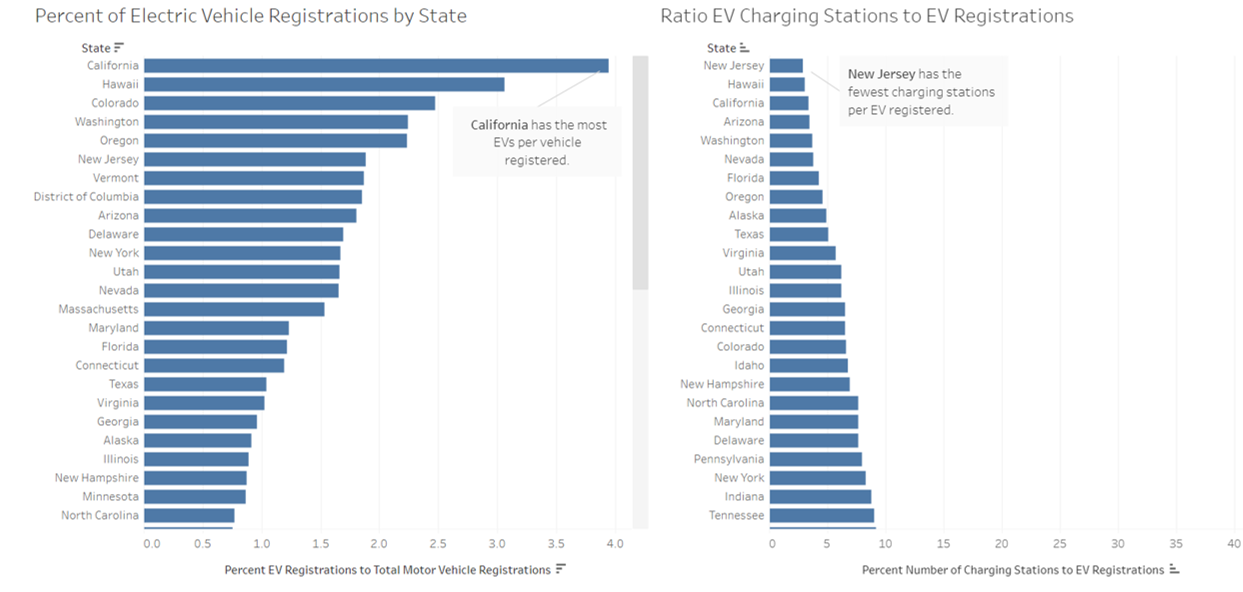 Percent of Electric Vehicle Registrations by State
State
California
Hawaii
Colorado
Washington
Oregon
New Jersey
Vermont
District of Columbia
Arizona
Delaware
New York
Utah
Nevada
Massachusetts
Maryland
Florida
Connecticut
Texas
Virginia
Georgia
Alaska
Illinois
New Hampshire
Minnesota
North Carolina
California has the most
EVs per vehicle
registered.
0.0 0.5 1.0 1.5 2.0 2.5 3.0 3.5 4.0
Percent EV Registrations to Total Motor Vehicle Registrations
Ratio EV Charging Stations to EV Registrations
State
New Jersey
Hawaii
California
Arizona
Washington
Nevada
Florida
Oregon
Alaska
Texas
Virginia
Utah
Illinois
Georgia
Connecticut
Colorado
Idaho
New Hampshire
North Carolina
Maryland
Delaware
Pennsylvania
New York
Indiana
Tennessee
New Jersey has the
fewest charging stations
per EV registered.
0 5 10 15 20 25 30 35 40
Percent Number of Charging Stations to EV Registrations